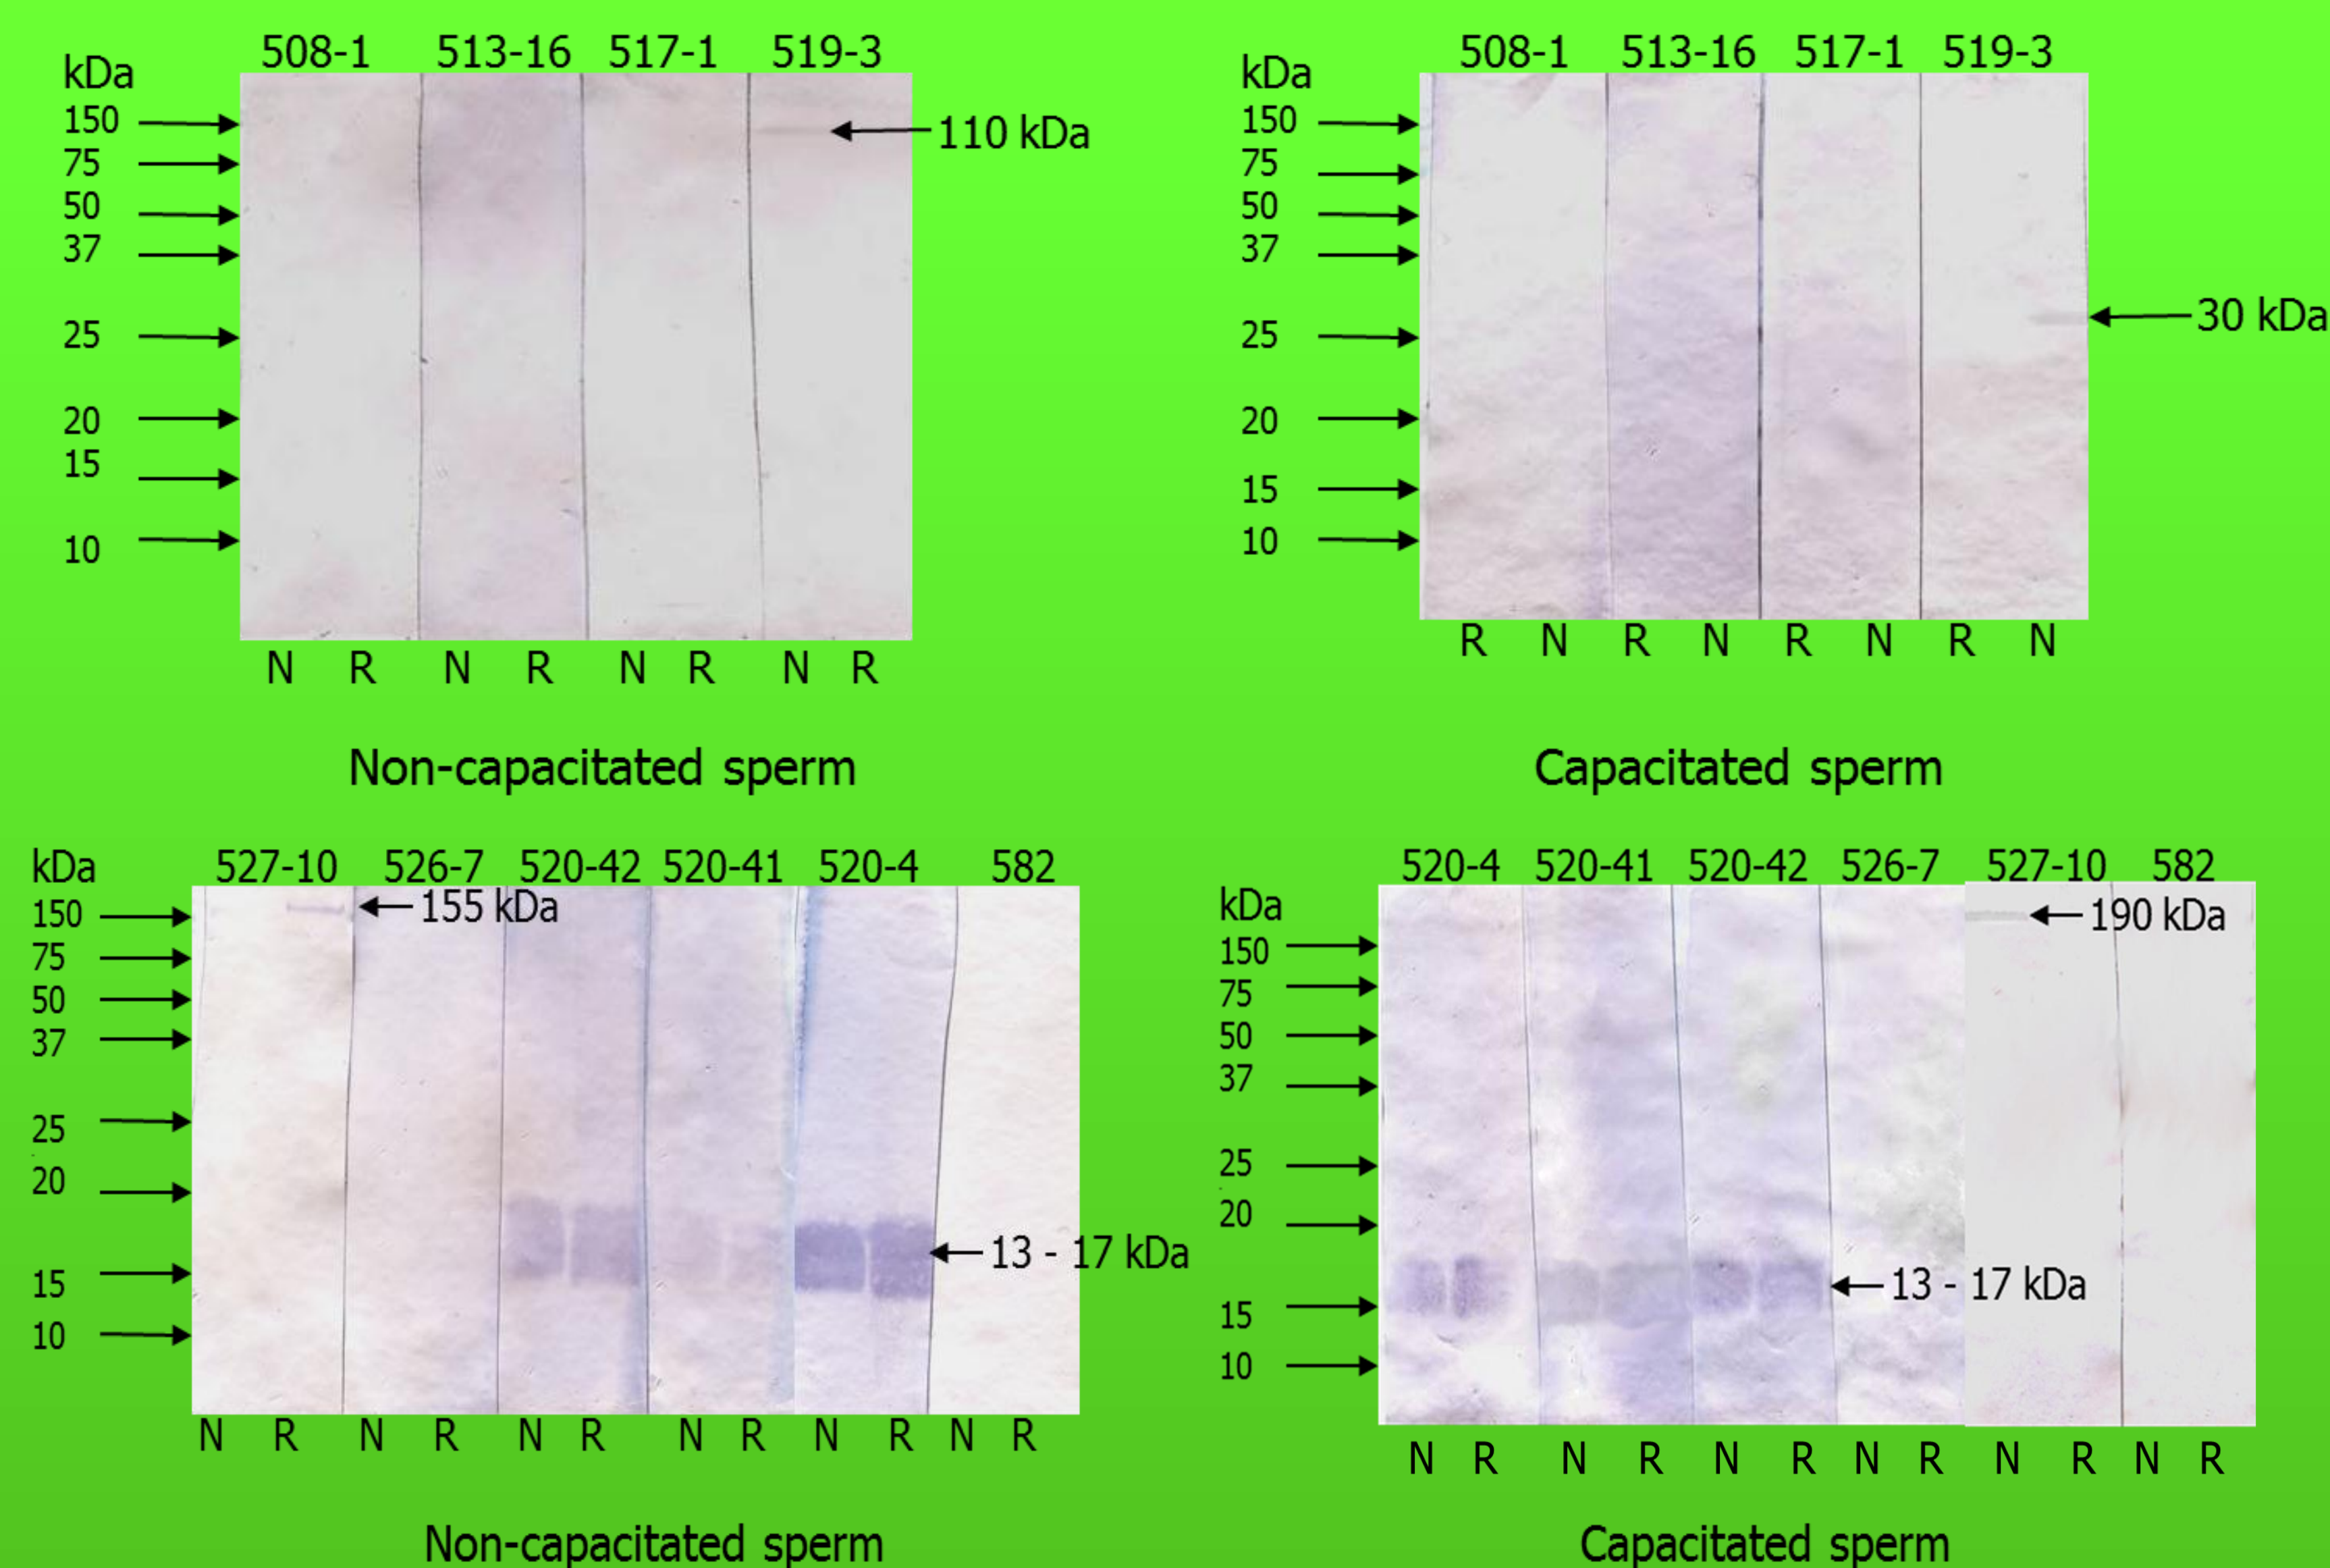 508-1 513-16 517-1 519-3
kDa
150
75
50
37
25
20
15
10
110 kDa
N R N R N R N R
Non-capacitated sperm
508-1 513-16 517-1 519-3
kDa
150
75
50
37
25
20
15
10
30 kDa
R N R N R N R N
Capacitated sperm
527-10 526-7 520-42 520-41 520-4 582
kDa
150
75
50
37
25
20
15
10
155 kDa
13 - 17 kDa
N R N R N R N R N R N R
Non-capacitated sperm
520-4 520-41 520-42 526-7 527-10 582
kDa
150
75
50
37
25
20
15
10
190 kDa
13 - 17 kDa
N R N R N R N R N R N R
Capacitated sperm